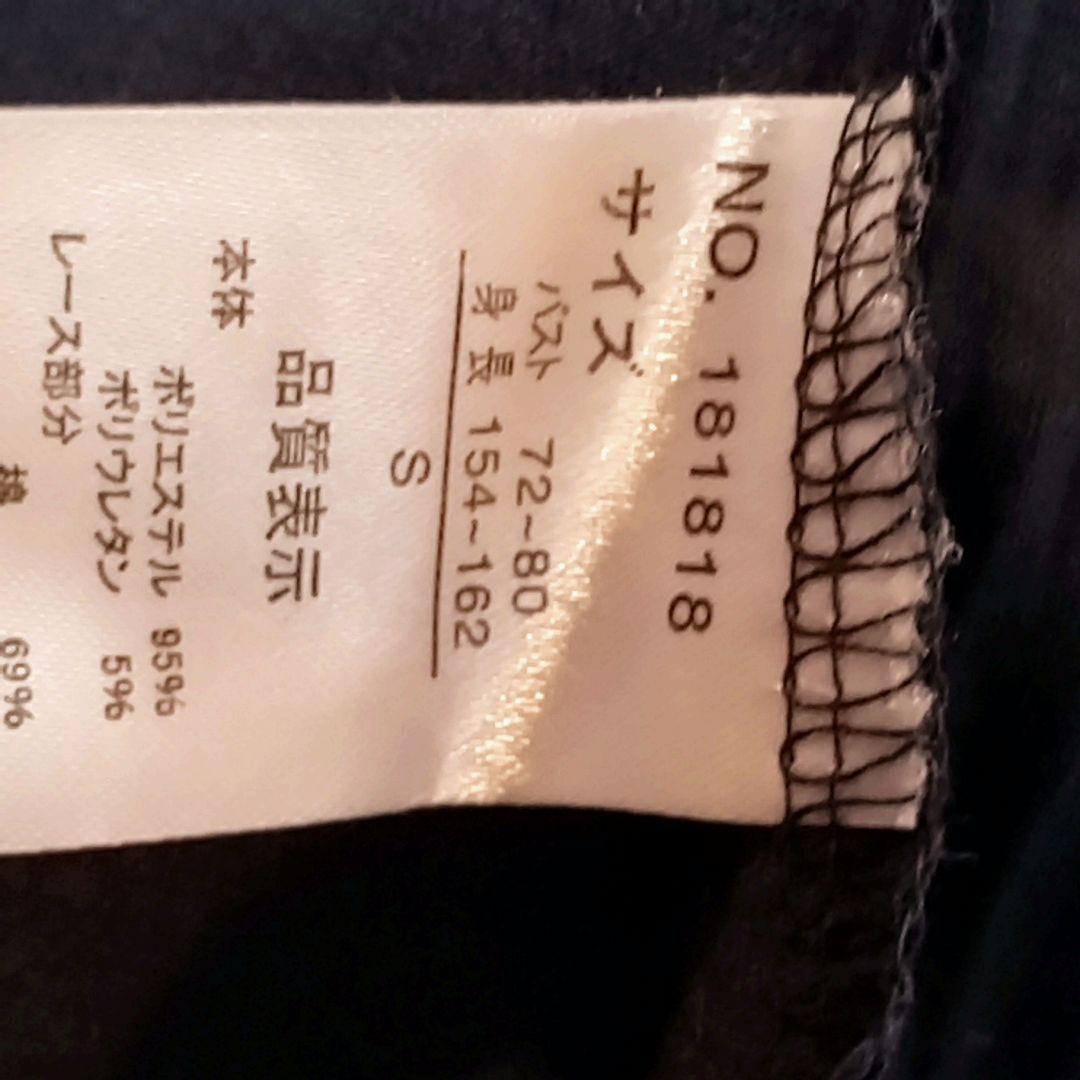 NO. 181818
サイズ
バスト 72~80
身長 154~162
S
品質表示
本体
ポリエステル 95%
ポリウレタン 5%
レース部分
綿 69%